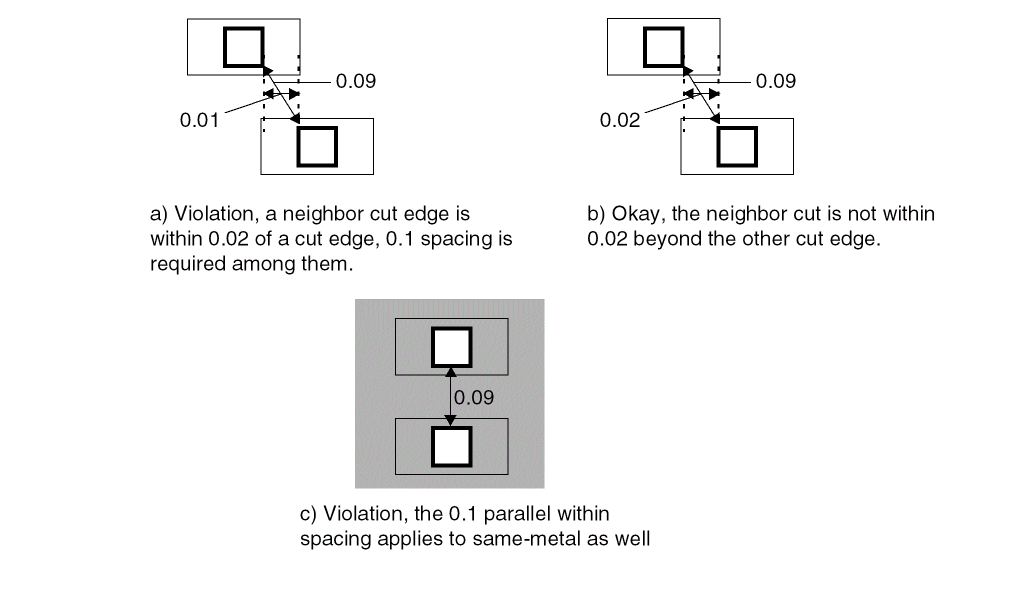 0.09
0.01
0.09
0.02
a) Violation, a neighbor cut edge is
within 0.02 of a cut edge, 0.1 spacing is
required among them.
b) Okay, the neighbor cut is not within
0.02 beyond the other cut edge.
0.09
c) Violation, the 0.1 parallel within
spacing applies to same-metal as well